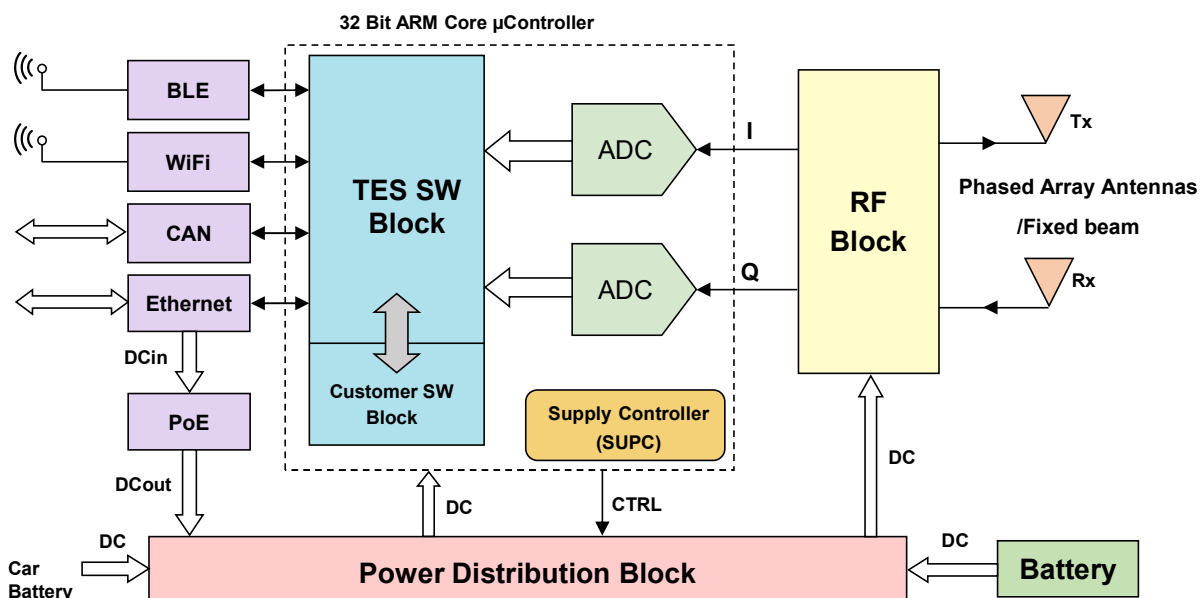 32 Bit ARM Core µController
BLE
WiFi
CAN
Ethernet
DCin
PoE
DCout
TES SW
Block
Customer SW
Block
ADC
ADC
I
Q
Supply Controller
(SUPC)
RF
Block
Tx
Phased Array Antennas
/Fixed beam
Rx
DC
CTRL
DC
DC
Car
Battery
Power Distribution Block
DC
Battery